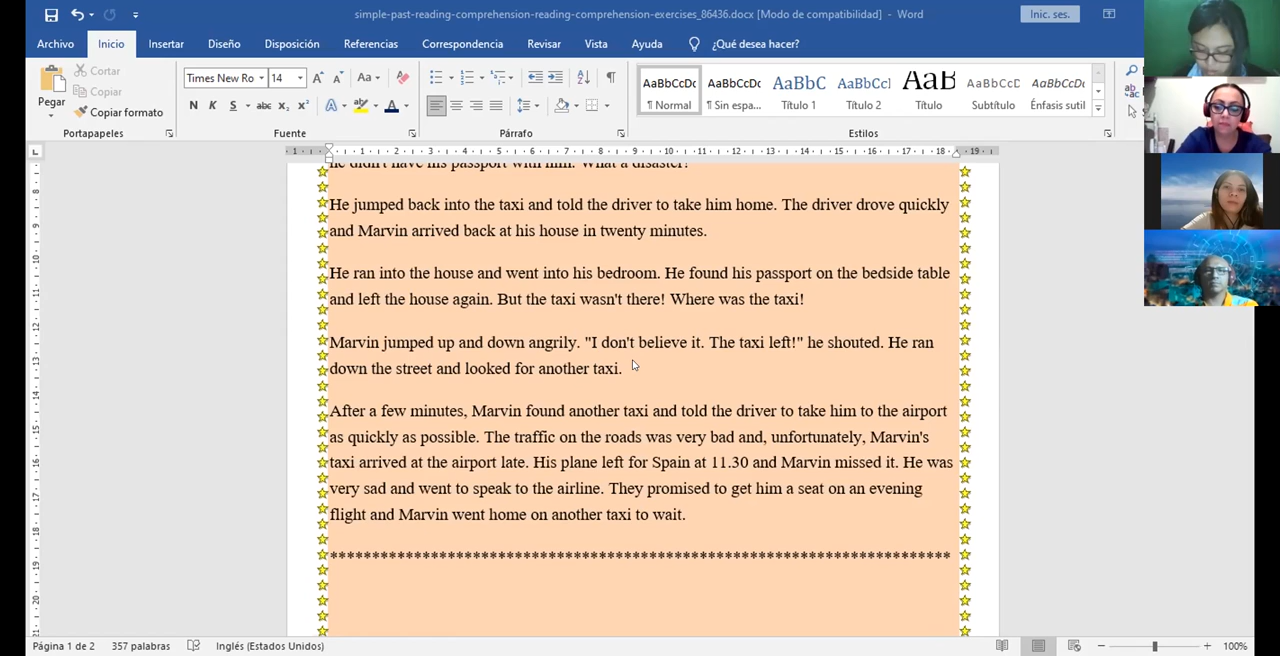 simple-past-reading-comprehension-reading-comprehension-exercises_86436.docx [Modo de compatibilidad] - Word
Inic. ses.
Archivo Inicio Insertar Diseño Disposición Referencias Correspondencia Revisar Vista Ayuda ¿Qué desea hacer?
Pegar
Cortar
Copiar
Copiar formato
Times New Ro 14
N K S abc x₂ x²
AaBbCcDc AaBbCcDc AaBbC AaBbCcl AaB AaBbCcD AaBbCcDc
¶ Normal ¶ Sin espa... Título 1 Título 2 Título Subtítulo Énfasis sutil
Portapapeles Fuente Párrafo Estilos
he didn't have his passport with him. What a disaster!
He jumped back into the taxi and told the driver to take him home. The driver drove quickly
and Marvin arrived back at his house in twenty minutes.
He ran into the house and went into his bedroom. He found his passport on the bedside table
and left the house again. But the taxi wasn't there! Where was the taxi!
Marvin jumped up and down angrily. "I don't believe it. The taxi left!" he shouted. He ran
down the street and looked for another taxi.
After a few minutes, Marvin found another taxi and told the driver to take him to the airport
as quickly as possible. The traffic on the roads was very bad and, unfortunately, Marvin's
taxi arrived at the airport late. His plane left for Spain at 11.30 and Marvin missed it. He was
very sad and went to speak to the airline. They promised to get him a seat on an evening
flight and Marvin went home on another taxi to wait.
Página 1 de 2 357 palabras Inglés (Estados Unidos) 100%